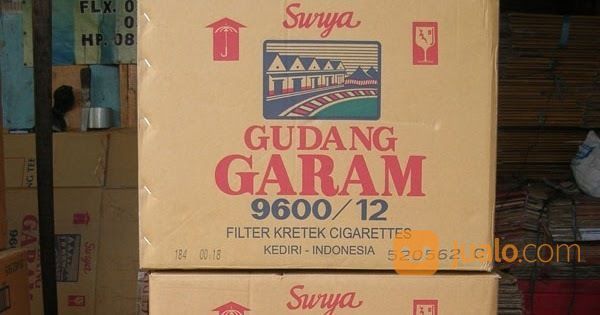 FLX. 0
HP. 08
Surya
GUDANG
GARAM
9600/12
FILTER KRETEK CIGARETTES
KEDIRI - INDONESIA
184 00:18 520562
jualo.com
Surya